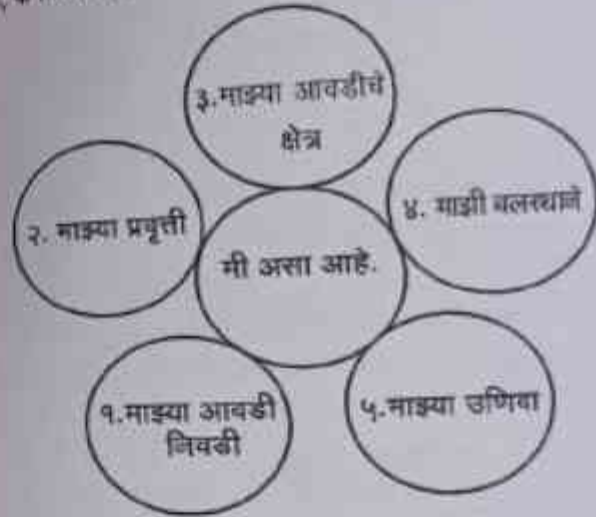 ३.माझ्या आवडीचे
क्षेत्र
२. माझ्या प्रवृत्ती
४. माझी बलस्थाने
मी असा आहे.
१.माझ्या आवडी
निवडी
५.माझ्या उणिवा